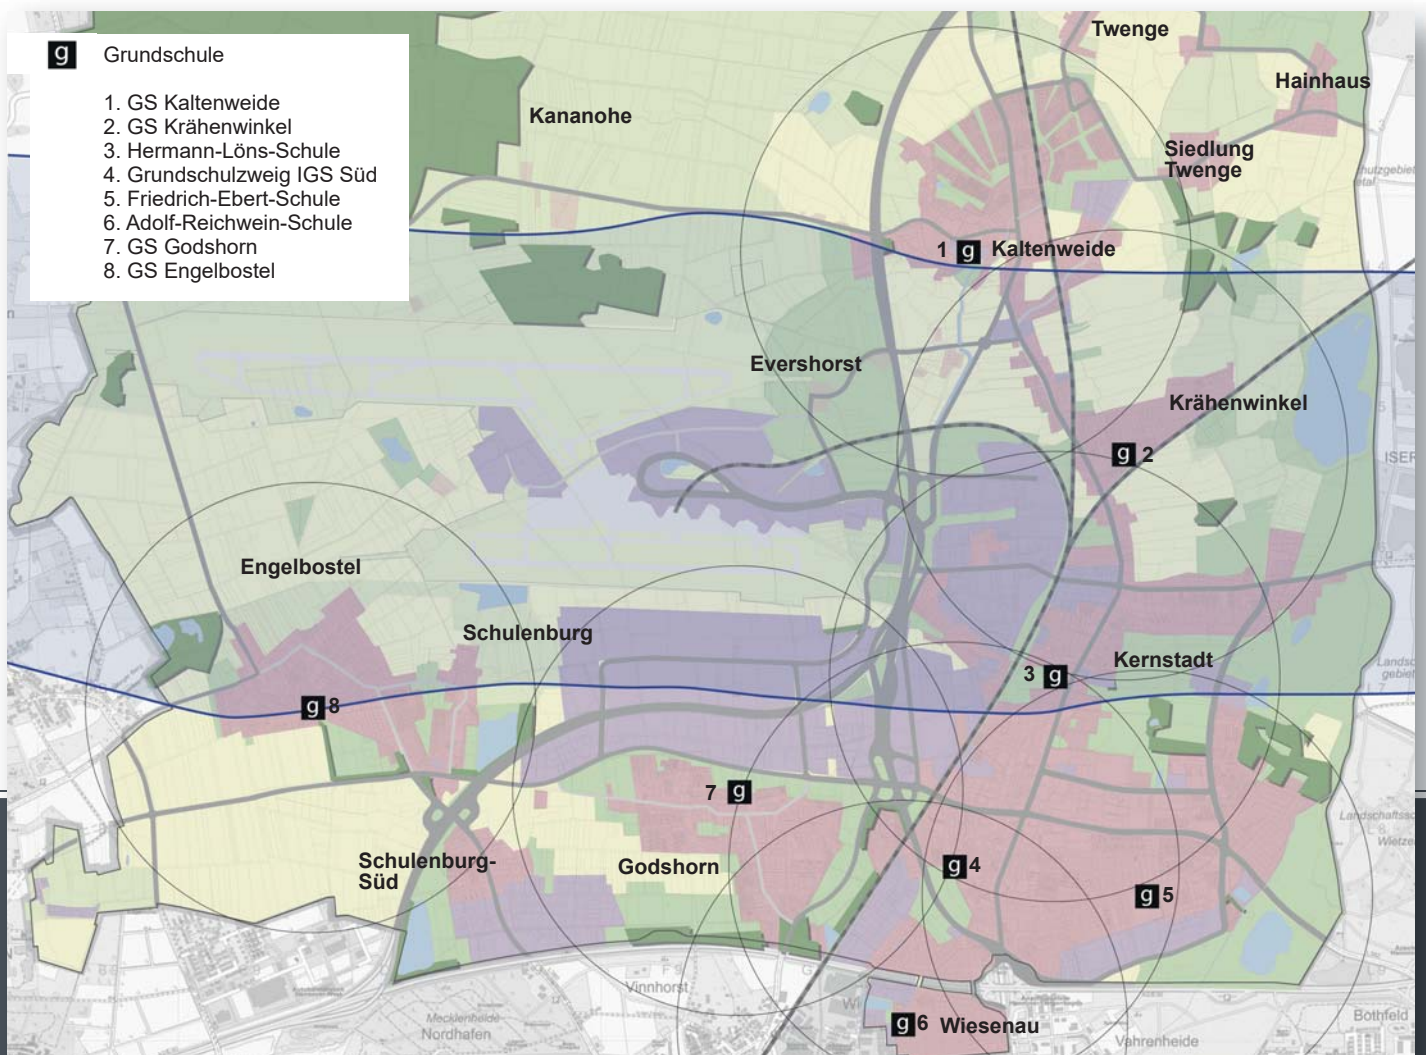 g Grundschule
1. GS Kaltenweide
2. GS Krähenwinkel
3. Hermann-Löns-Schule
4. Grundschulzweig IGS Süd
5. Friedrich-Ebert-Schule
6. Adolf-Reichwein-Schule
7. GS Godshorn
8. GS Engelbostel
Twenge
Hainhaus
Kananohe
Siedlung
Twenge
1 g Kaltenweide
Evershorst
Krähenwinkel
g 2
ISER
Engelbostel
Schulenburg
Kernstadt
3 g
g 8
7 g
Schulenburg-
Süd
Godshorn
g 4
g 5
Vinnhorst
g 6 Wiesenau
Mecklenheide
Nordhafen
Vahrenheide
Bothfeld